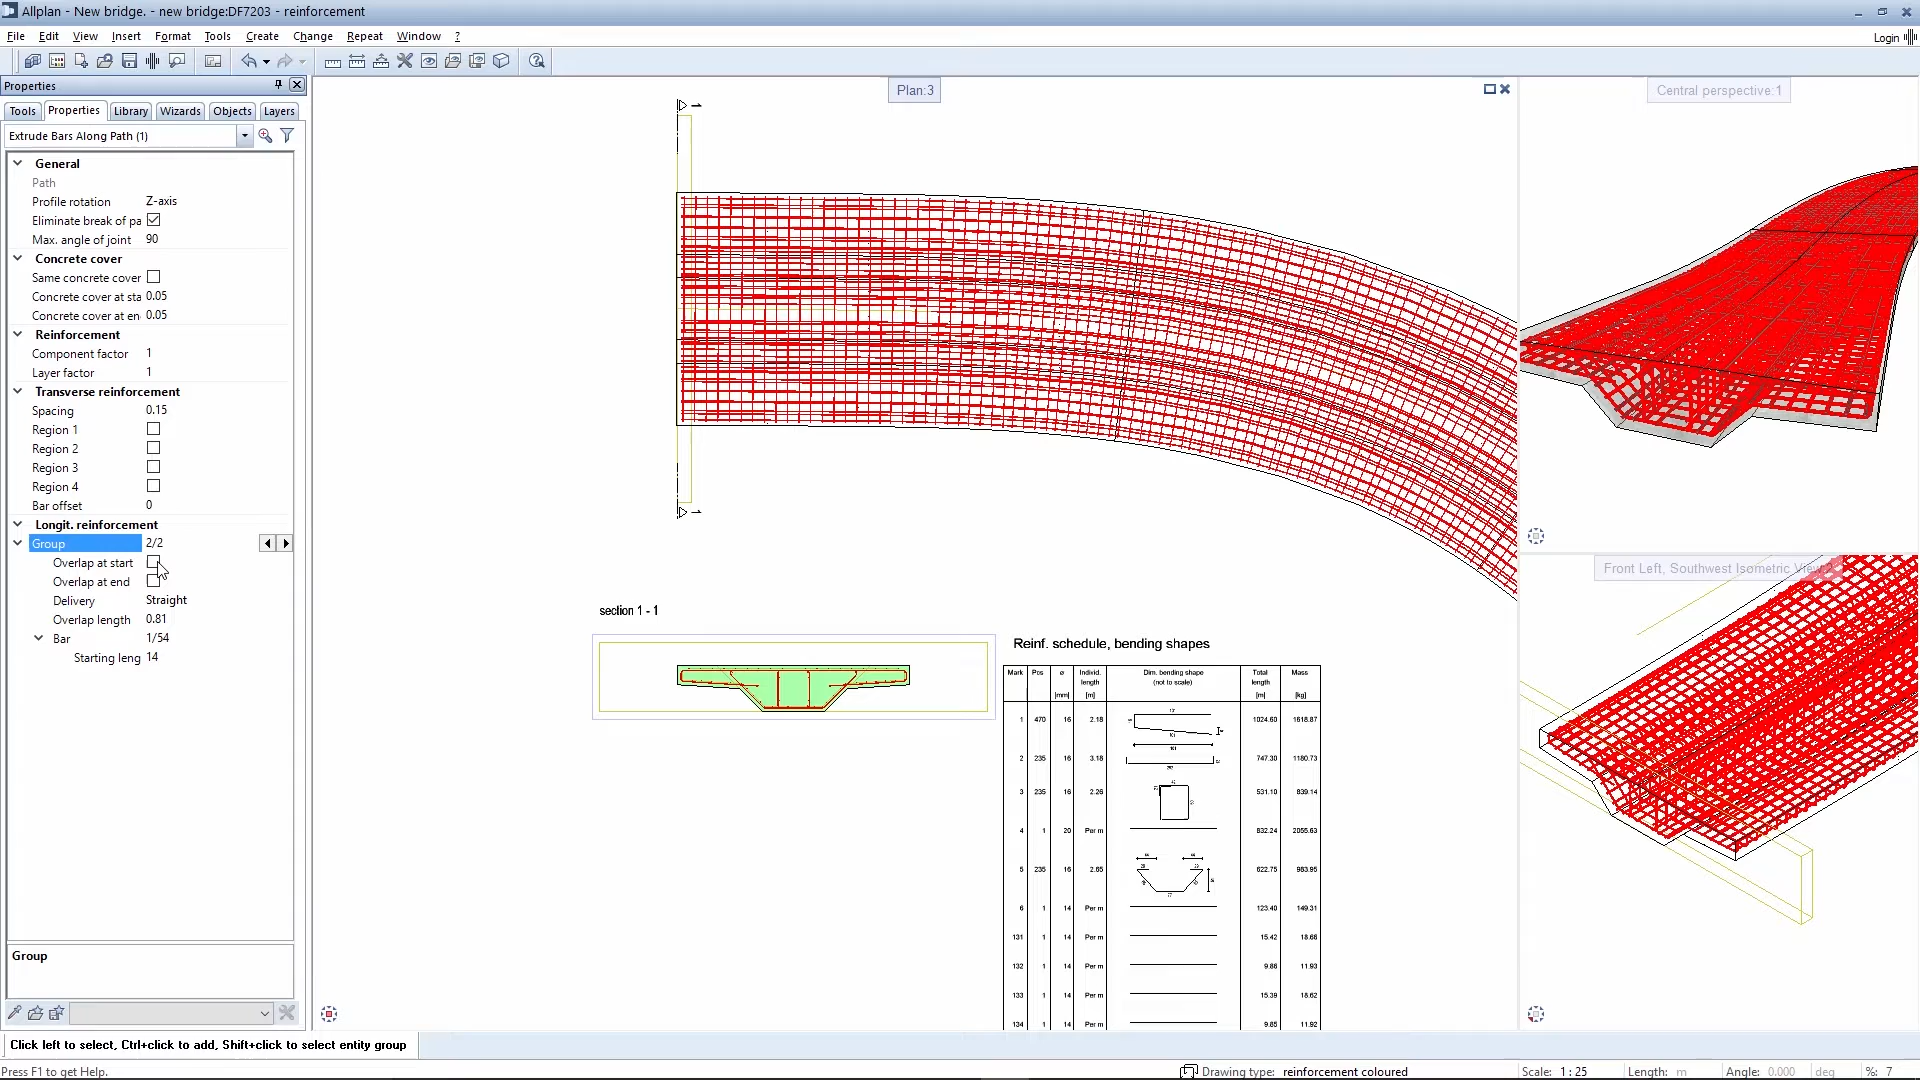 Allplan - New bridge. - new bridge:DF7203 - reinforcement
File Edit View Insert Format Tools Create Change Repeat Window ?
Login
Properties
Tools Properties Library Wizards Objects Layers
Extrude Bars Along Path (1)
General
Path
Profile rotation Z-axis
Eliminate break of pa
Max. angle of joint 90
Concrete cover
Same concrete cover
Concrete cover at sta 0.05
Concrete cover at en 0.05
Reinforcement
Component factor 1
Layer factor 1
Transverse reinforcement
Spacing 0.15
Region 1
Region 2
Region 3
Region 4
Bar offset 0
Longit. reinforcement
Group 2/2
Overlap at start
Overlap at end
Delivery Straight
Overlap length 0.81
Bar 1/54
Starting leng 14
Group
Plan:3
1
1
section 1 - 1
Reinf. schedule, bending shapes
Mark Pos ø [mm] Individ. length [m] Dim. bending shape (not to scale) Total length [m] Mass [kg]
1 470 16 2.18 1024.60 1618.87
2 235 16 3.18 747.30 1180.73
3 235 16 2.26 531.10 839.14
4 1 20 Per m 832.24 2055.63
5 235 16 2.65 622.75 983.95
6 1 14 Per m 123.40 149.31
131 1 14 Per m 15.42 18.66
132 1 14 Per m 9.86 11.93
133 1 14 Per m 15.39 18.62
134 1 14 Per m 9.85 11.92
Central perspective:1
Front Left, Southwest Isometric View:2
Click left to select, Ctrl+click to add, Shift+click to select entity group
Press F1 to get Help.
Drawing type: reinforcement coloured
Scale: 1 : 25
Length: m
Angle: 0.000 deg
%: 7